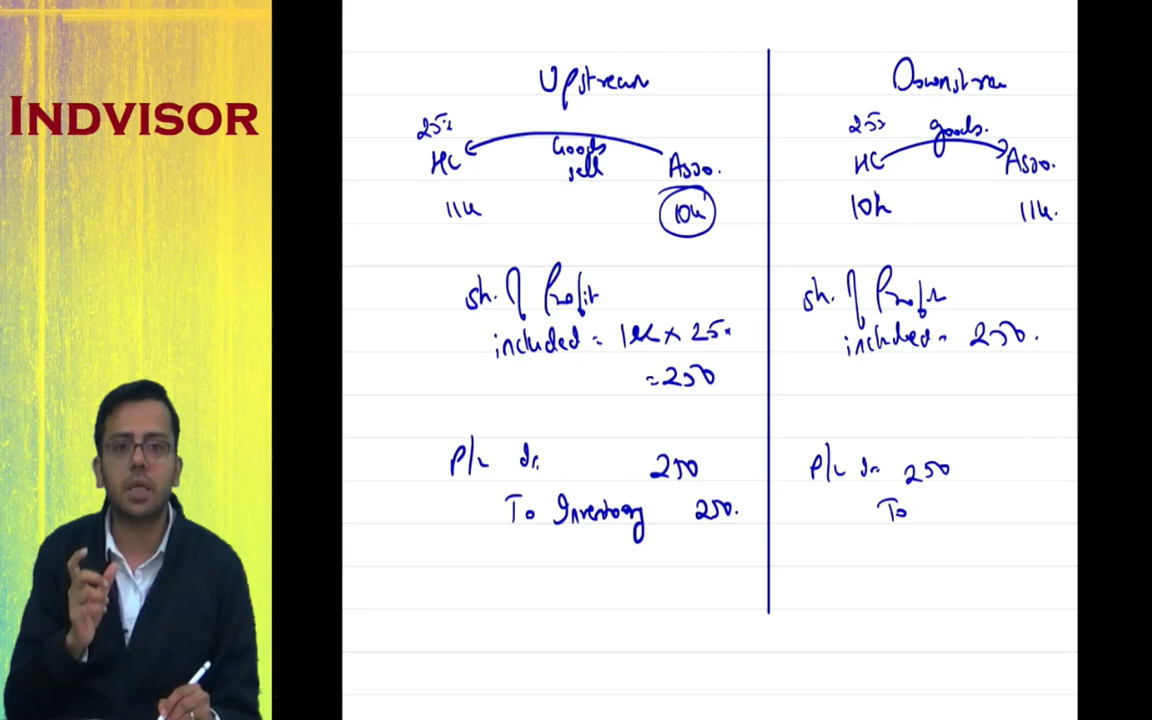 INDVISOR
Upstream
25%
Goods
sell
HC
Asso.
11k
10k
sh. of Profit
included = 1k × 25%
= 250
P/L dr. 250
To Inventory 250.
Downstream
25%
goods.
HC
Asso.
10k
11k.
sh. of Profit
included = 250.
P/L dr 250
To